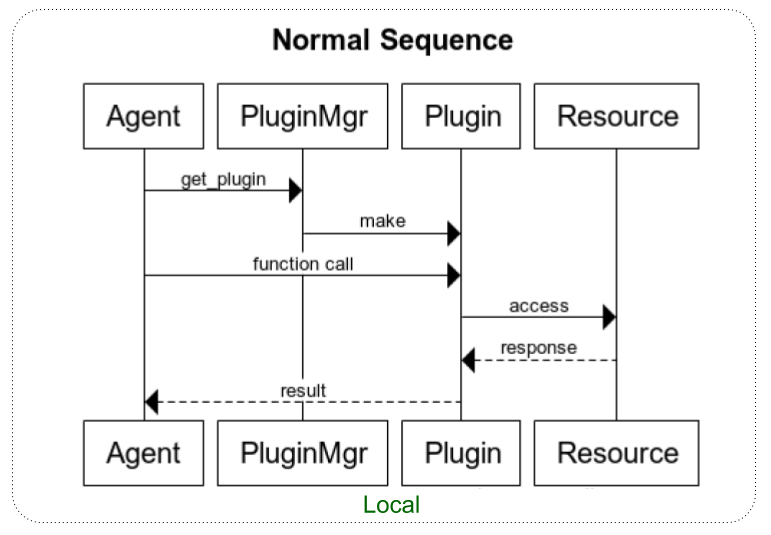 Normal Sequence
Agent PluginMgr Plugin Resource
get_plugin
make
function call
access
response
result
Agent PluginMgr Plugin Resource
Local